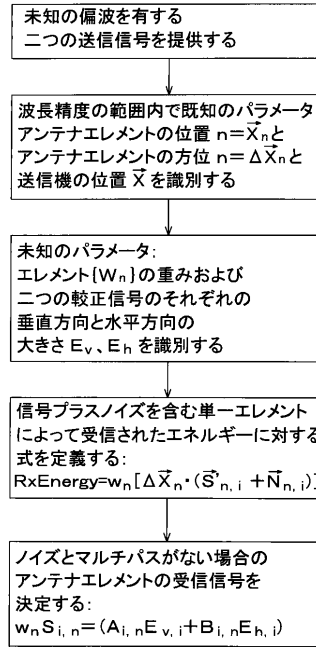 未知の偏波を有する
二つの送信信号を提供する
波長精度の範囲内で既知のパラメータ
アンテナエレメントの位置 n=X⃗nと
アンテナエレメントの方位 n=ΔX⃗nと
送信機の位置 X⃗ を識別する
未知のパラメータ:
エレメント{Wn}の重みおよび
二つの較正信号のそれぞれの
垂直方向と水平方向の
大きさ Ev、Eh を識別する
信号プラスノイズを含む単一エレメント
によって受信されたエネルギーに対する
式を定義する:
RxEnergy=wn[ΔX⃗n・(S⃗'n,i+N⃗n,i)]
ノイズとマルチパスがない場合の
アンテナエレメントの受信信号を
決定する:
wnSi,n=(Ai,nEv,i+Bi,nEh,i)